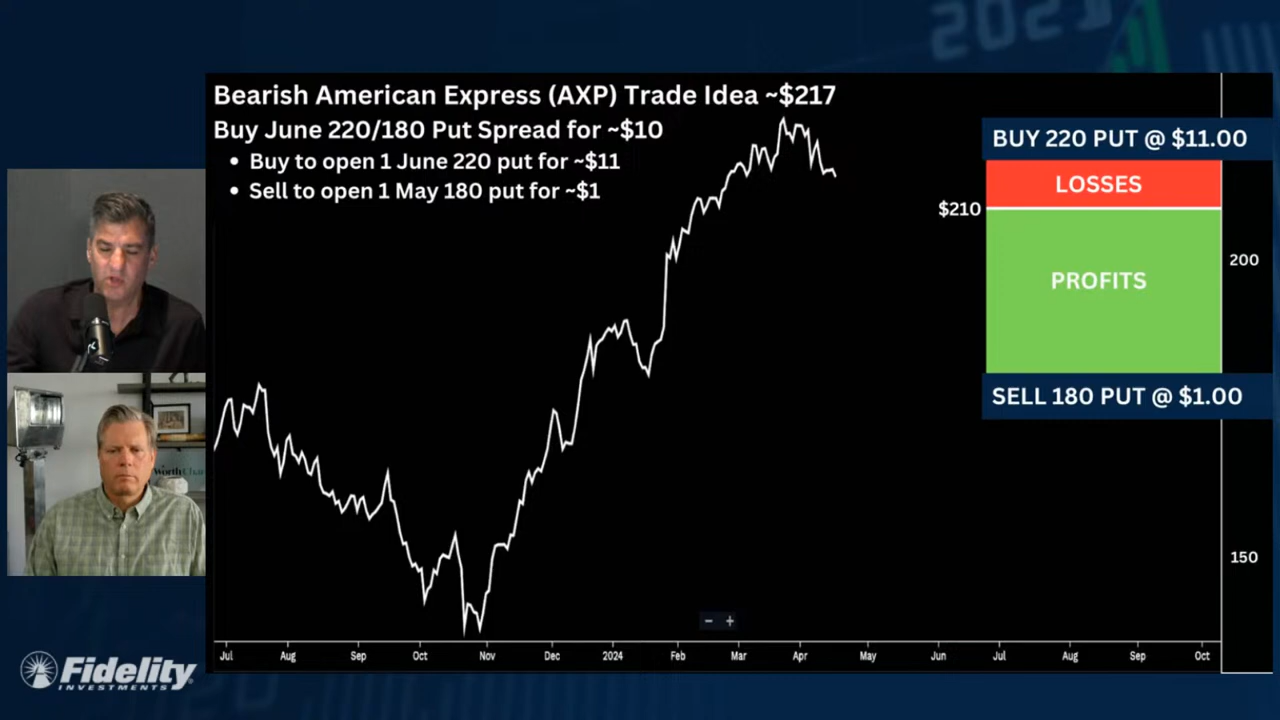 Bearish American Express (AXP) Trade Idea ~$217
Buy June 220/180 Put Spread for ~$10
• Buy to open 1 June 220 put for ~$11
• Sell to open 1 May 180 put for ~$1
BUY 220 PUT @ $11.00
LOSSES
$210
PROFITS
200
SELL 180 PUT @ $1.00
150
− +
Jul Aug Sep Oct Nov Dec 2024 Feb Mar Apr May Jun Jul Aug Sep Oct
Fidelity
INVESTMENTS